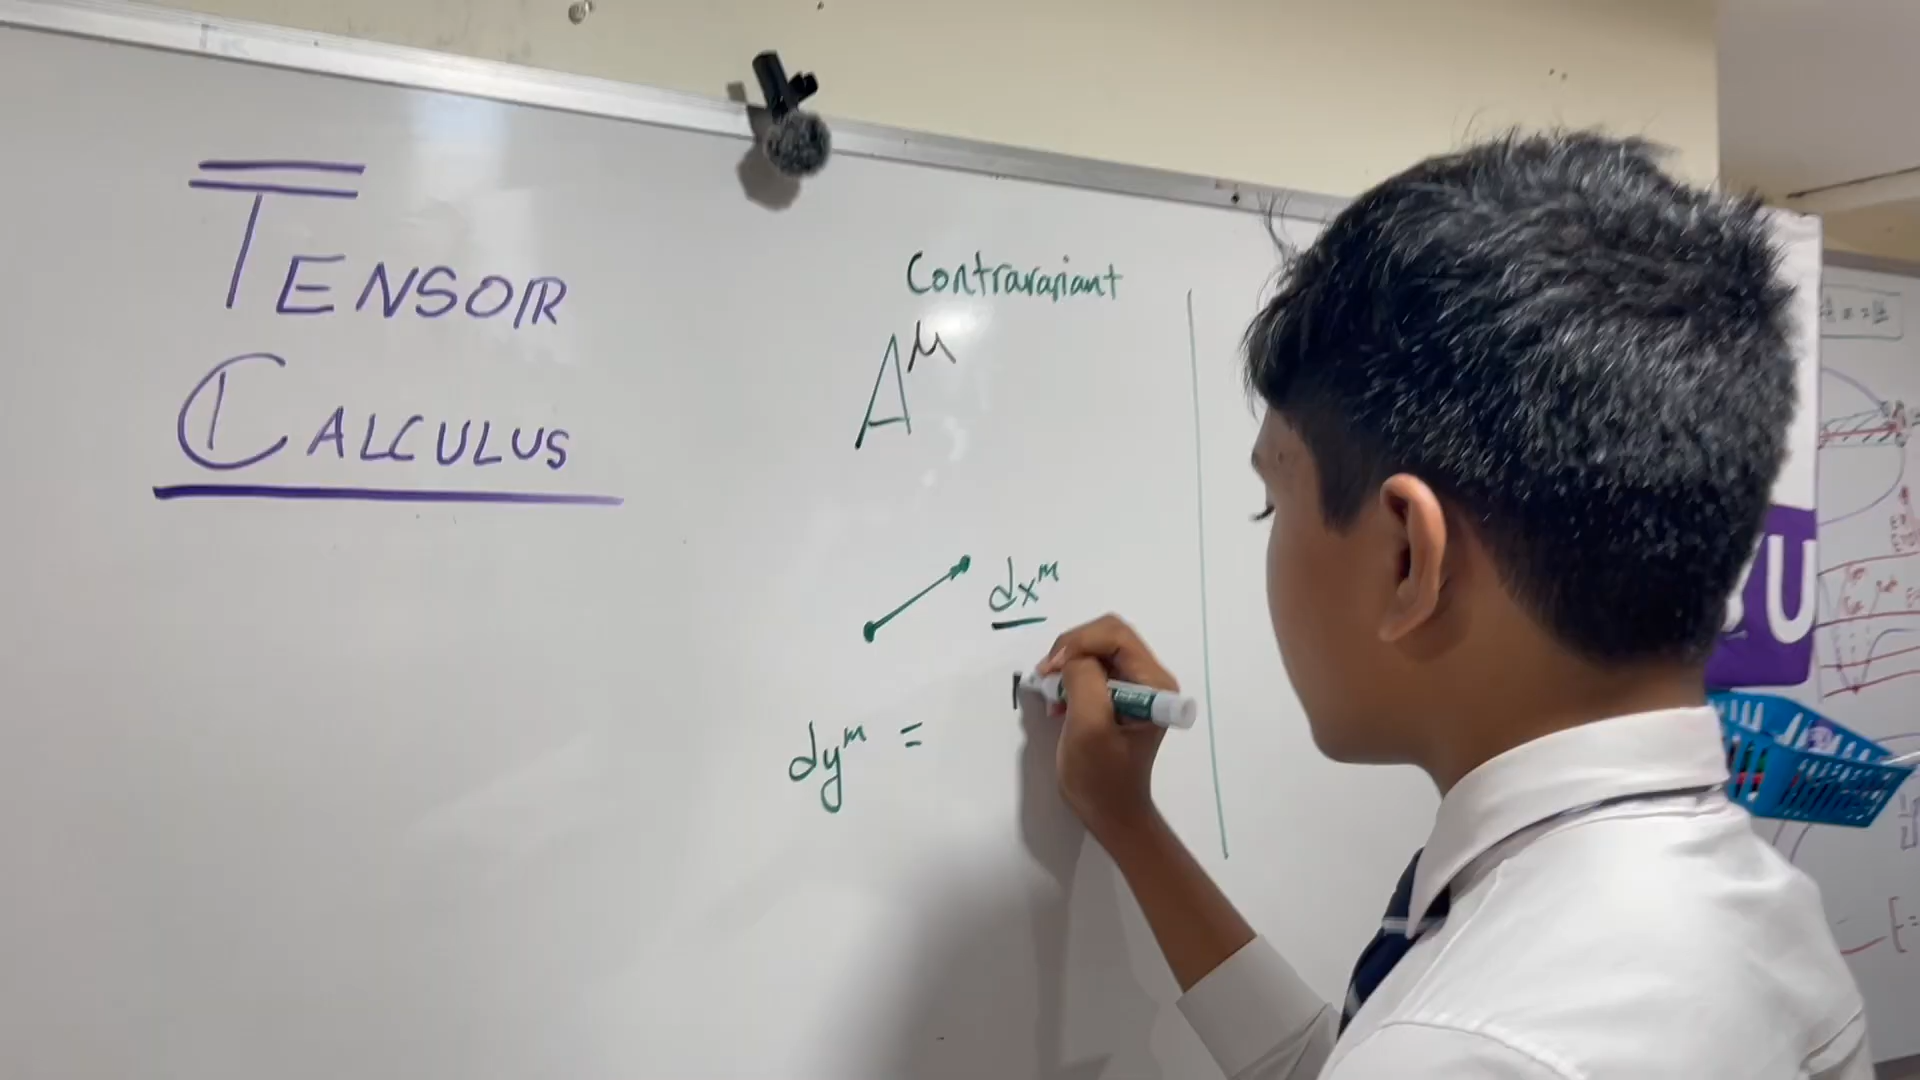 TENSOR
CALCULUS
Contravariant
A^μ
dx^m
dy^m =
U